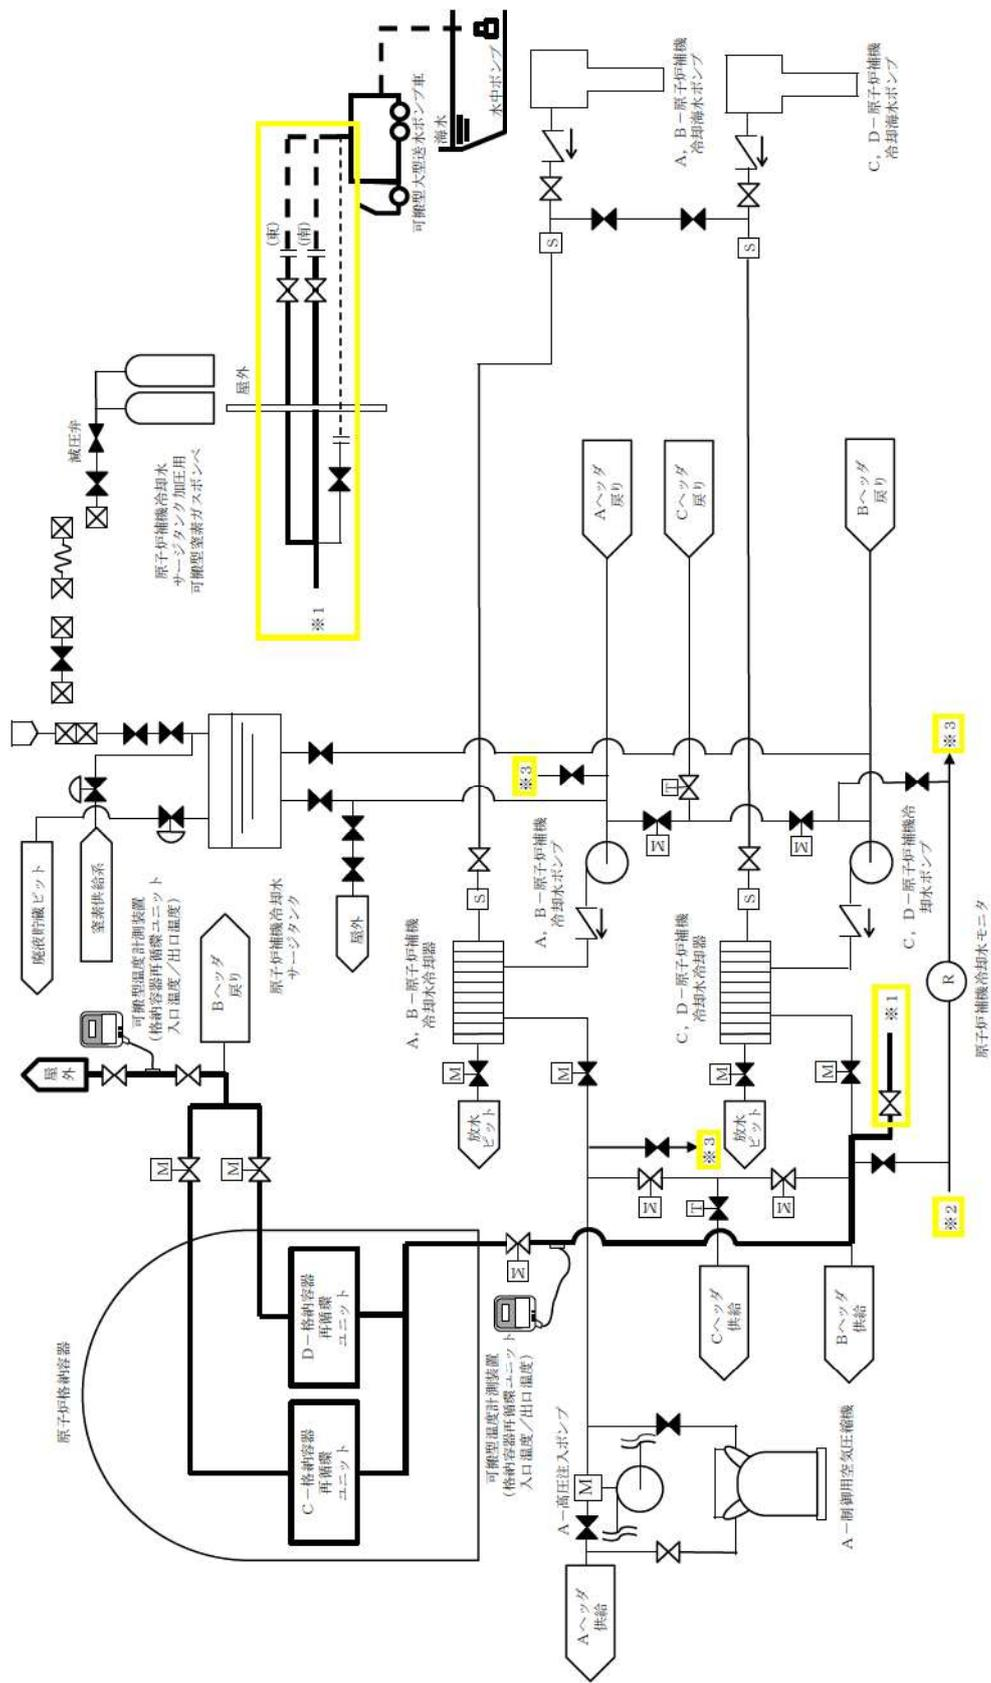 原子炉格納容器
C－格納容器
再循環
ユニット
D－格納容器
再循環
ユニット
M
M
屋外
可搬型温度計測装置
(格納容器再循環ユニット
入口温度／出口温度)
Bヘッダ
戻り
廃液貯蔵ピット
窒素供給系
原子炉補機冷却水
サージタンク
屋外
原子炉補機冷却水
サージタンク加圧用
可搬型窒素ガスボンベ
減圧弁
屋外
※1
(東)
(南)
可搬型大型送水ポンプ車
海水
水中ポンプ
M
可搬型温度計測装置
(格納容器再循環ユニット
入口温度／出口温度)
M
放水
ピット
A，B－原子炉補機
冷却水冷却器
S
※3
S
A，B－原子炉補機
冷却海水ポンプ
Aヘッダ
供給
A－高圧注入ポンプ
M
M
A，B－原子炉補機
冷却水ポンプ
Aヘッダ
戻り
M
※3
M
T
Cヘッダ
供給
M
M
放水
ピット
C，D－原子炉補機
冷却水冷却器
S
T
M
M
Cヘッダ
戻り
S
C，D－原子炉補機
冷却海水ポンプ
A－制御用空気圧縮機
Bヘッダ
供給
M
※1
C，D－原子炉補機冷
却水ポンプ
Bヘッダ
戻り
※2
R
※3
原子炉補機冷却水モニタ